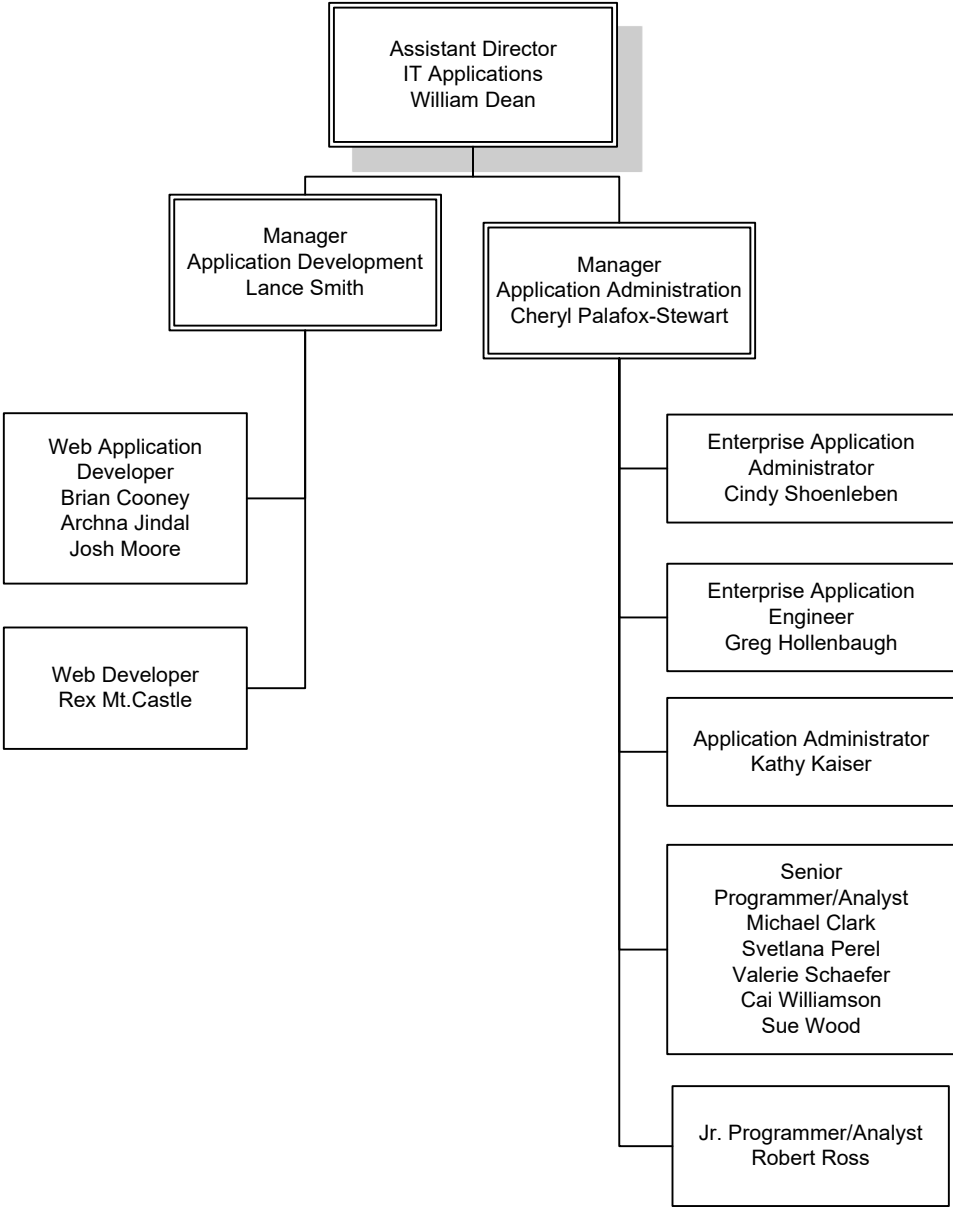 Assistant Director
IT Applications
William Dean
Manager
Application Development
Lance Smith
Manager
Application Administration
Cheryl Palafox-Stewart
Web Application
Developer
Brian Cooney
Archna Jindal
Josh Moore
Web Developer
Rex Mt.Castle
Enterprise Application
Administrator
Cindy Shoenleben
Enterprise Application
Engineer
Greg Hollenbaugh
Application Administrator
Kathy Kaiser
Senior
Programmer/Analyst
Michael Clark
Svetlana Perel
Valerie Schaefer
Cai Williamson
Sue Wood
Jr. Programmer/Analyst
Robert Ross